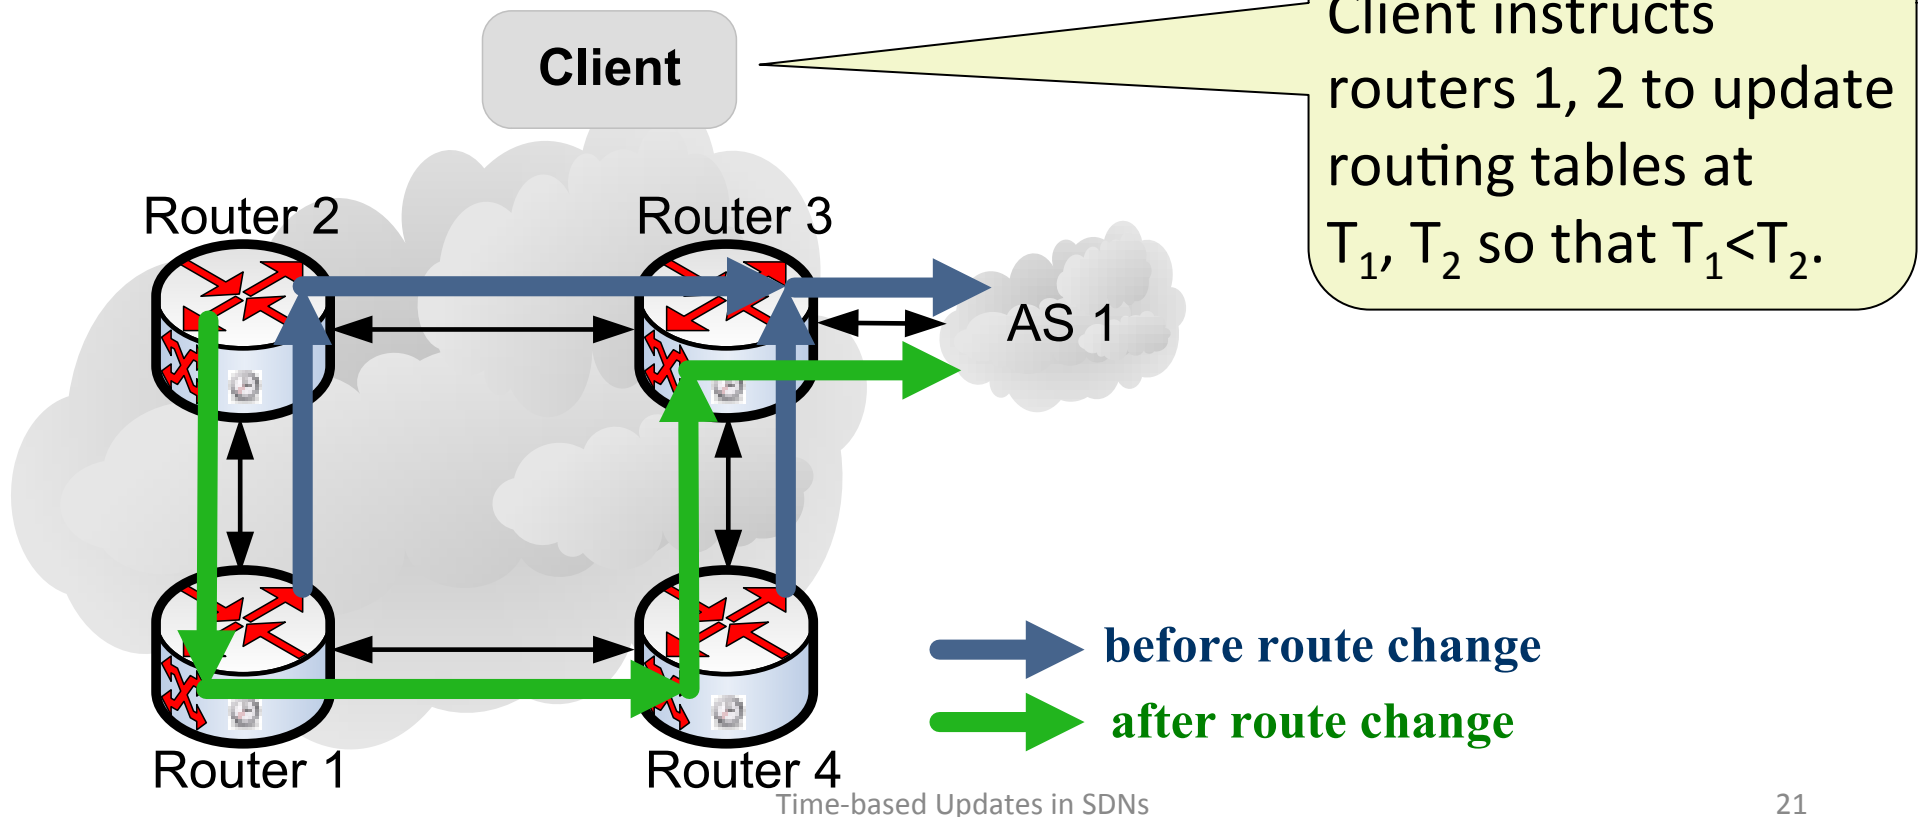 Client
Client instructs
routers 1, 2 to update
routing tables at
T1, T2 so that T1<T2.
Router 2
Router 3
AS 1
Router 1
Router 4
before route change
after route change
Time-based Updates in SDNs
21